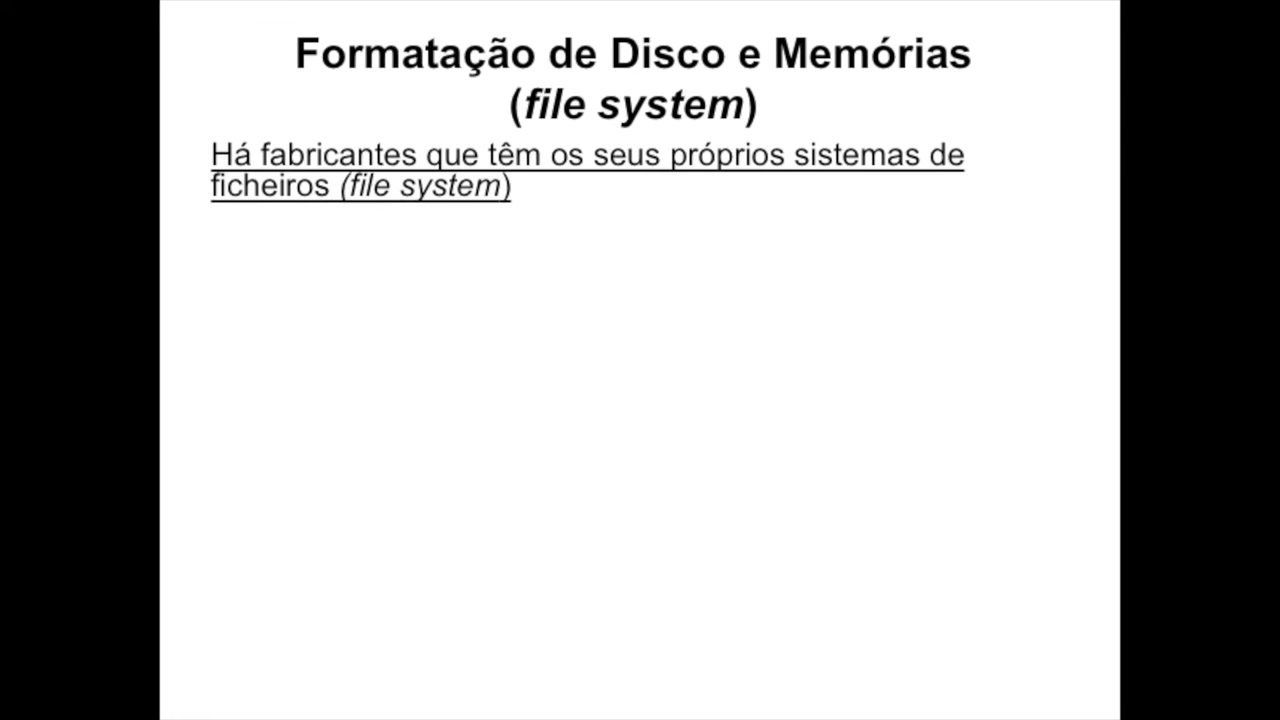 Formatação de Disco e Memórias
(file system)
Há fabricantes que têm os seus próprios sistemas de
ficheiros (file system)